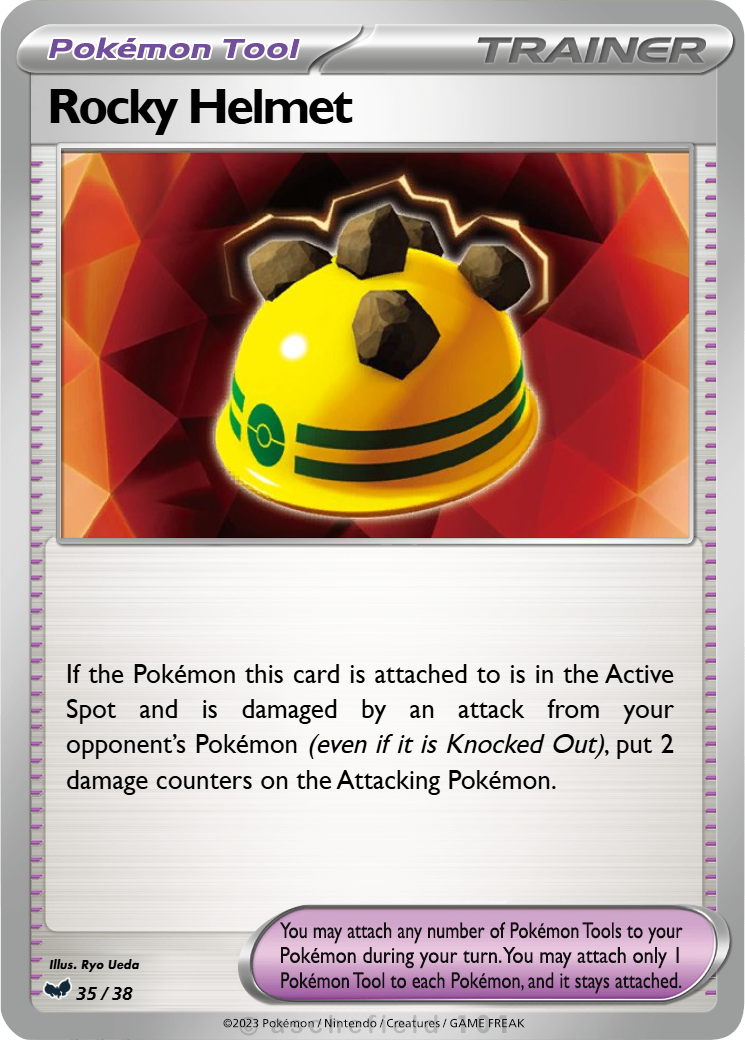 Pokémon Tool
TRAINER
Rocky Helmet
If the Pokémon this card is attached to is in the Active
Spot and is damaged by an attack from your
opponent’s Pokémon (even if it is Knocked Out), put 2
damage counters on the Attacking Pokémon.
You may attach any number of Pokémon Tools to your
Pokémon during your turn. You may attach only 1
Pokémon Tool to each Pokémon, and it stays attached.
Illus. Ryo Ueda
35 / 38
©2023 Pokémon / Nintendo / Creatures / GAME FREAK